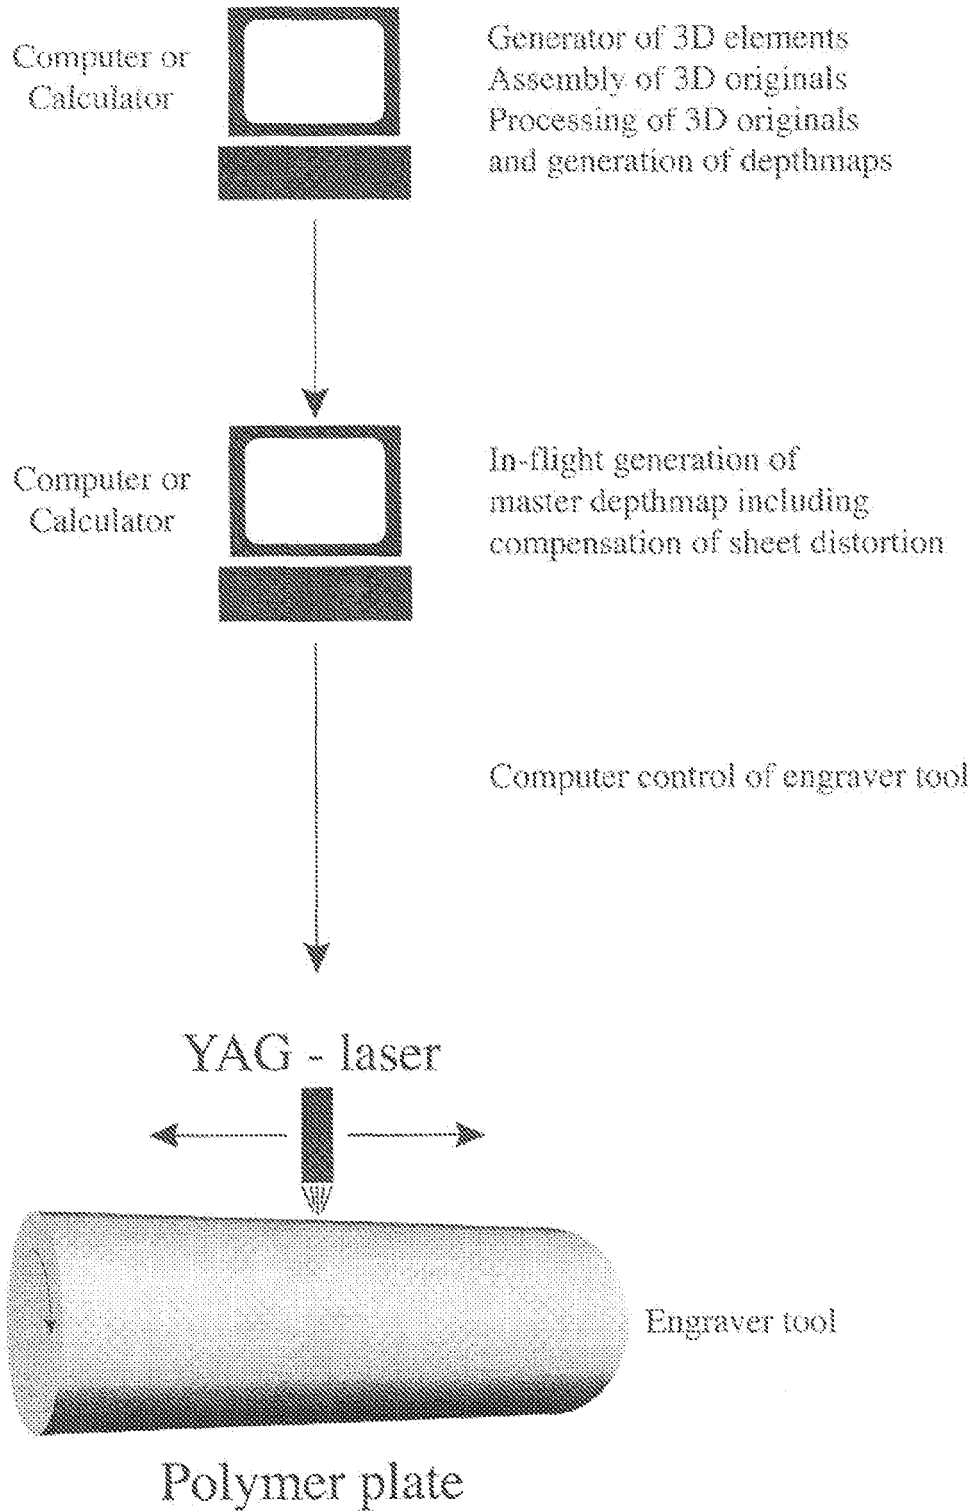 Computer or
Calculator
Generator of 3D elements
Assembly of 3D originals
Processing of 3D originals
and generation of depthmaps
Computer or
Calculator
In-flight generation of
master depthmap including
compensation of sheet distortion
Computer control of engraver tool
YAG - laser
Engraver tool
Polymer plate